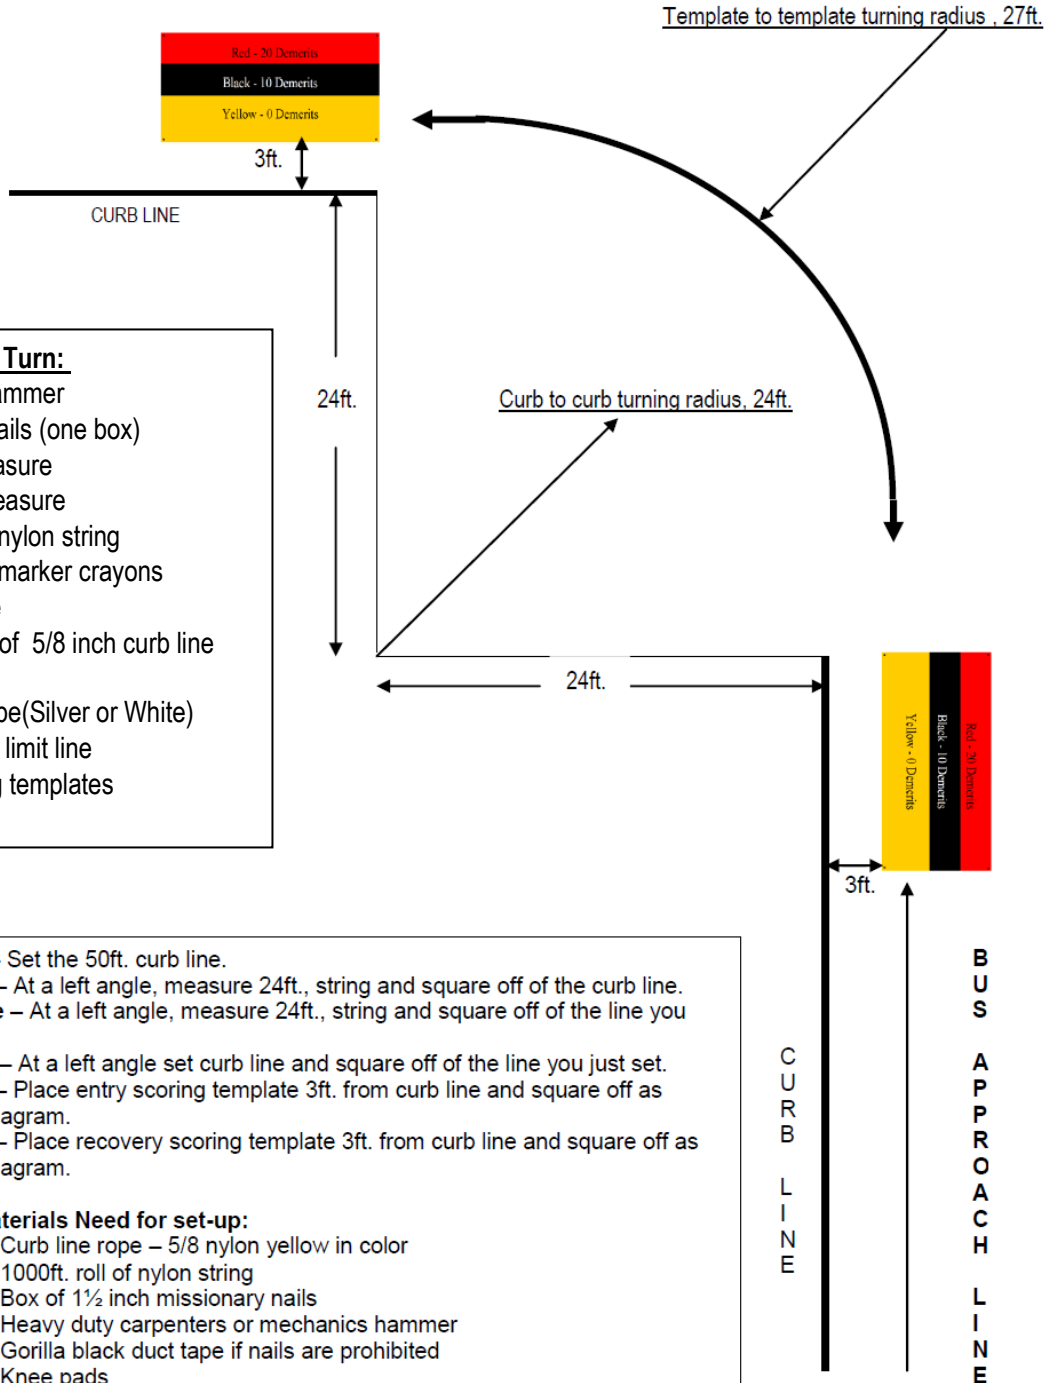 Template to template turning radius , 27ft.
Red - 20 Demerits
Black - 10 Demerits
Yellow - 0 Demerits
3ft.
CURB LINE
Turn:
ammer
ails (one box)
asure
easure
nylon string
marker crayons
of 5/8 inch curb line
pe(Silver or White)
limit line
g templates
24ft.
Curb to curb turning radius, 24ft.
24ft.
Yellow - 0 Demerits
Black - 10 Demerits
Red - 20 Demerits
3ft.
Set the 50ft. curb line.
– At a left angle, measure 24ft., string and square off of the curb line.
e – At a left angle, measure 24ft., string and square off of the line you
– At a left angle set curb line and square off of the line you just set.
– Place entry scoring template 3ft. from curb line and square off as
agram.
– Place recovery scoring template 3ft. from curb line and square off as
agram.
aterials Need for set-up:
Curb line rope – 5/8 nylon yellow in color
1000ft. roll of nylon string
Box of 1½ inch missionary nails
Heavy duty carpenters or mechanics hammer
Gorilla black duct tape if nails are prohibited
Knee pads
CURB LINE
BUS APPROACH LINE